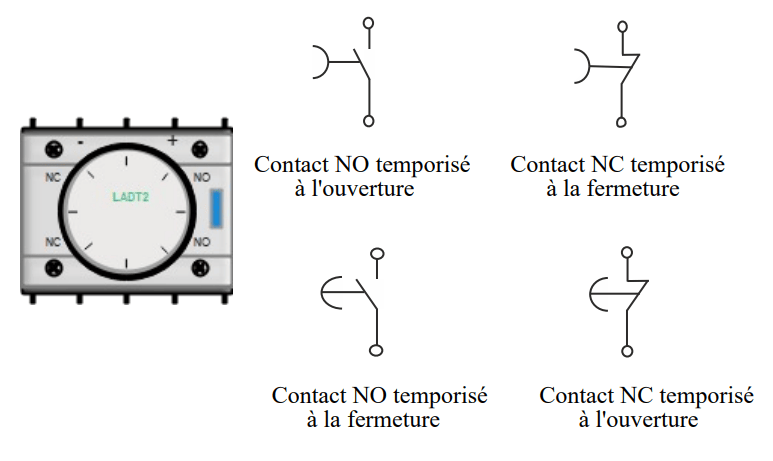 - +
NC NO
LADT2
NC NO
Contact NO temporisé
à l'ouverture
Contact NC temporisé
à la fermeture
Contact NO temporisé
à la fermeture
Contact NC temporisé
à l'ouverture